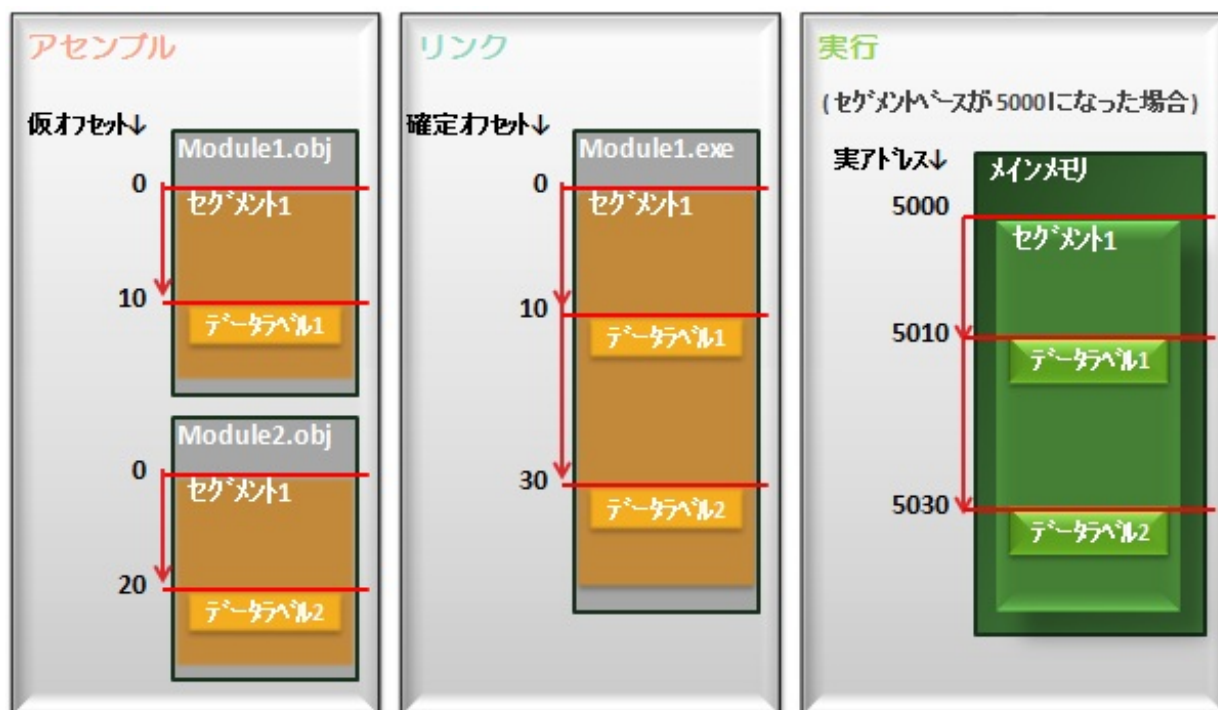 アセンブル
仮オフセット↓
Module1.obj
0
セグメント1
10
データラベル1
Module2.obj
0
セグメント1
20
データラベル2
リンク
確定オフセット↓
Module1.exe
0
セグメント1
10
データラベル1
30
データラベル2
実行
(セグメントベースが5000になった場合)
実アドレス↓
メインメモリ
5000
セグメント1
5010
データラベル1
5030
データラベル2